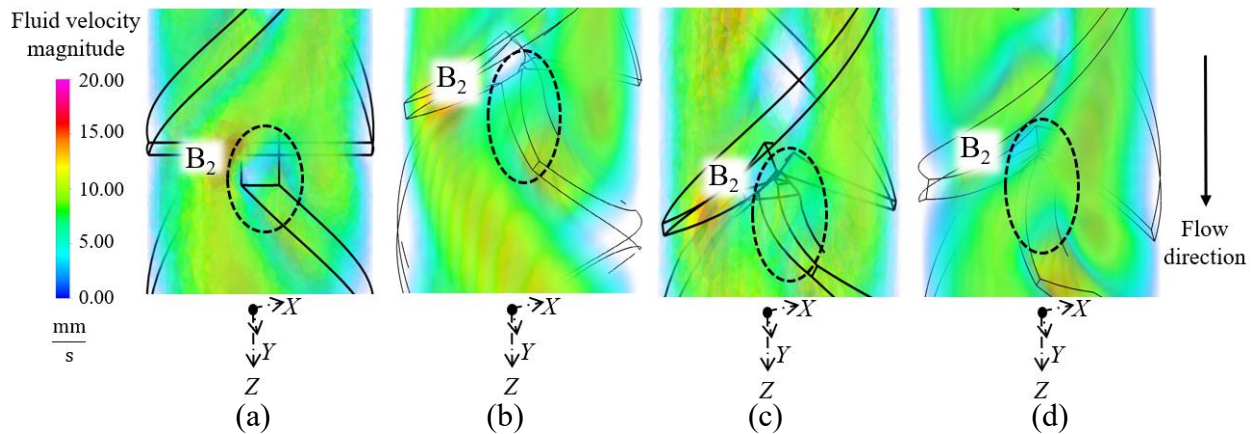 Fluid velocity
magnitude
20.00
15.00
10.00
5.00
0.00
mm
s
B2
B2
B2
B2
Flow
direction
X
Y
Z
X
Y
Z
X
Y
Z
X
Y
Z
(a)
(b)
(c)
(d)